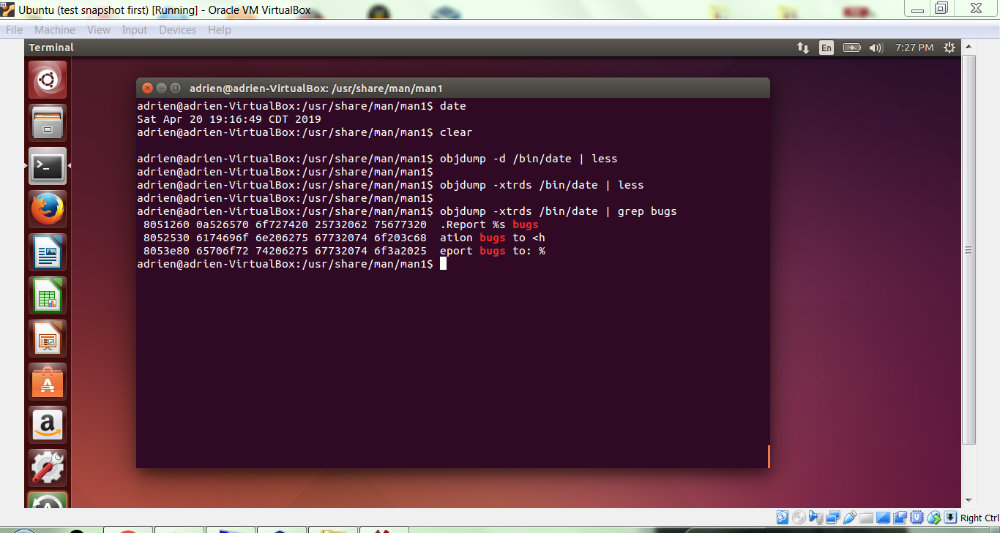 Ubuntu (test snapshot first) [Running] - Oracle VM VirtualBox
File Machine View Input Devices Help
Terminal En 7:27 PM
adrien@adrien-VirtualBox: /usr/share/man/man1
adrien@adrien-VirtualBox:/usr/share/man/man1$ date
Sat Apr 20 19:16:49 CDT 2019
adrien@adrien-VirtualBox:/usr/share/man/man1$ clear
adrien@adrien-VirtualBox:/usr/share/man/man1$ objdump -d /bin/date | less
adrien@adrien-VirtualBox:/usr/share/man/man1$
adrien@adrien-VirtualBox:/usr/share/man/man1$ objdump -xtrds /bin/date | less
adrien@adrien-VirtualBox:/usr/share/man/man1$
adrien@adrien-VirtualBox:/usr/share/man/man1$ objdump -xtrds /bin/date | grep bugs
8051260 0a526570 6f727420 25732062 75677320 .Report %s bugs
8052530 6174696f 6e206275 67732074 6f203c68 ation bugs to <h
8053e80 65706f72 74206275 67732074 6f3a2025 eport bugs to: %
adrien@adrien-VirtualBox:/usr/share/man/man1$
Right Ctrl